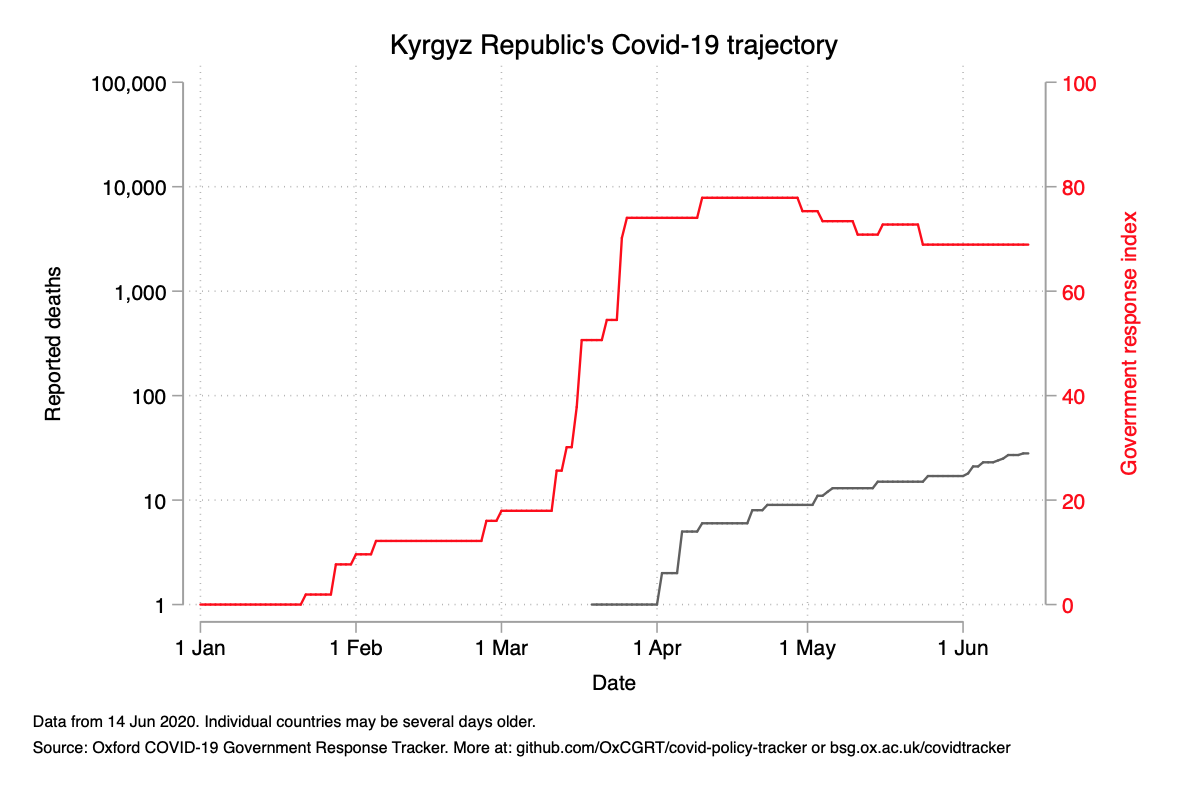 Kyrgyz Republic's Covid-19 trajectory
100,000
10,000
1,000
100
10
1
Reported deaths
100
80
60
40
20
0
Government response index
1 Jan 1 Feb 1 Mar 1 Apr 1 May 1 Jun
Date
Data from 14 Jun 2020. Individual countries may be several days older.
Source: Oxford COVID-19 Government Response Tracker. More at: github.com/OxCGRT/covid-policy-tracker or bsg.ox.ac.uk/covidtracker